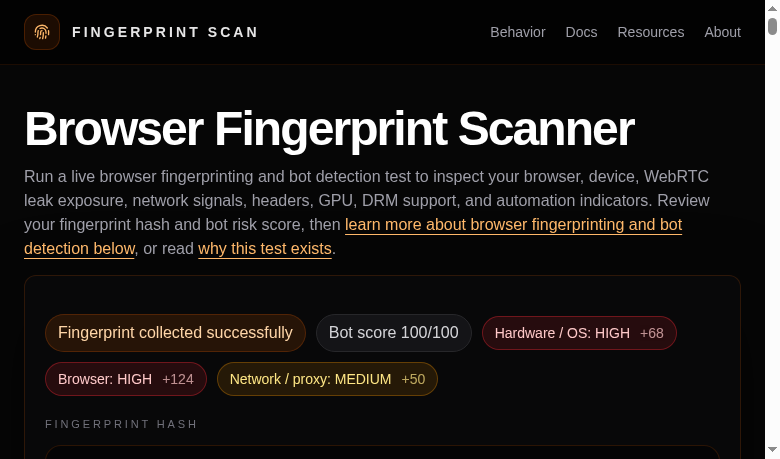 FINGERPRINT SCAN
Behavior Docs Resources About
Browser Fingerprint Scanner
Run a live browser fingerprinting and bot detection test to inspect your browser, device, WebRTC
leak exposure, network signals, headers, GPU, DRM support, and automation indicators. Review
your fingerprint hash and bot risk score, then learn more about browser fingerprinting and bot
detection below, or read why this test exists.
Fingerprint collected successfully Bot score 100/100 Hardware / OS: HIGH +68
Browser: HIGH +124 Network / proxy: MEDIUM +50
FINGERPRINT HASH